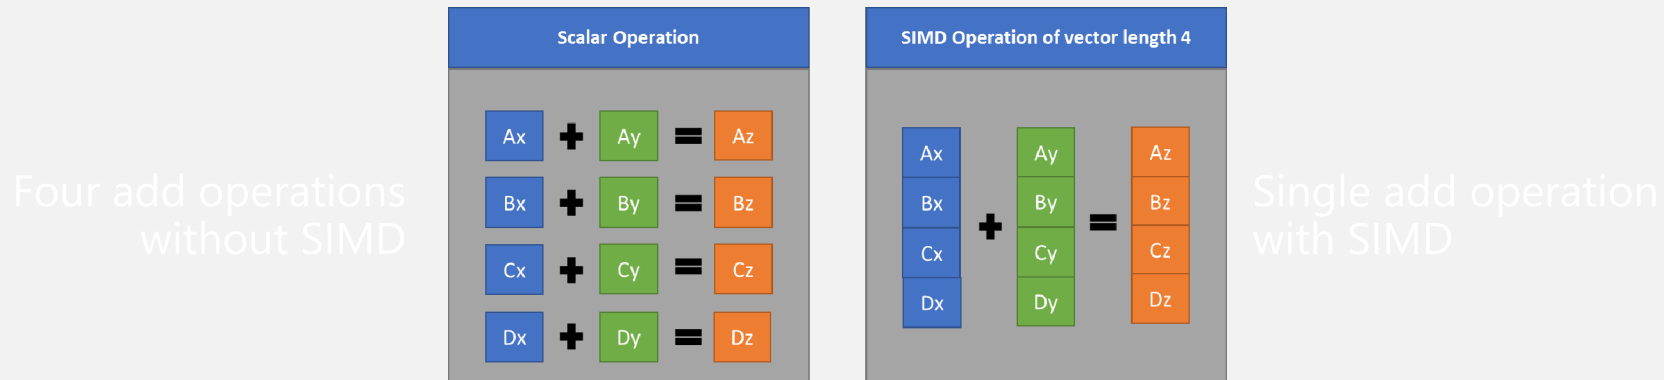 Four add operations
without SIMD
Scalar Operation
Ax + Ay = Az
Bx + By = Bz
Cx + Cy = Cz
Dx + Dy = Dz
SIMD Operation of vector length 4
Ax Ay Az
Bx By Bz
+ =
Cx Cy Cz
Dx Dy Dz
Single add operation
with SIMD